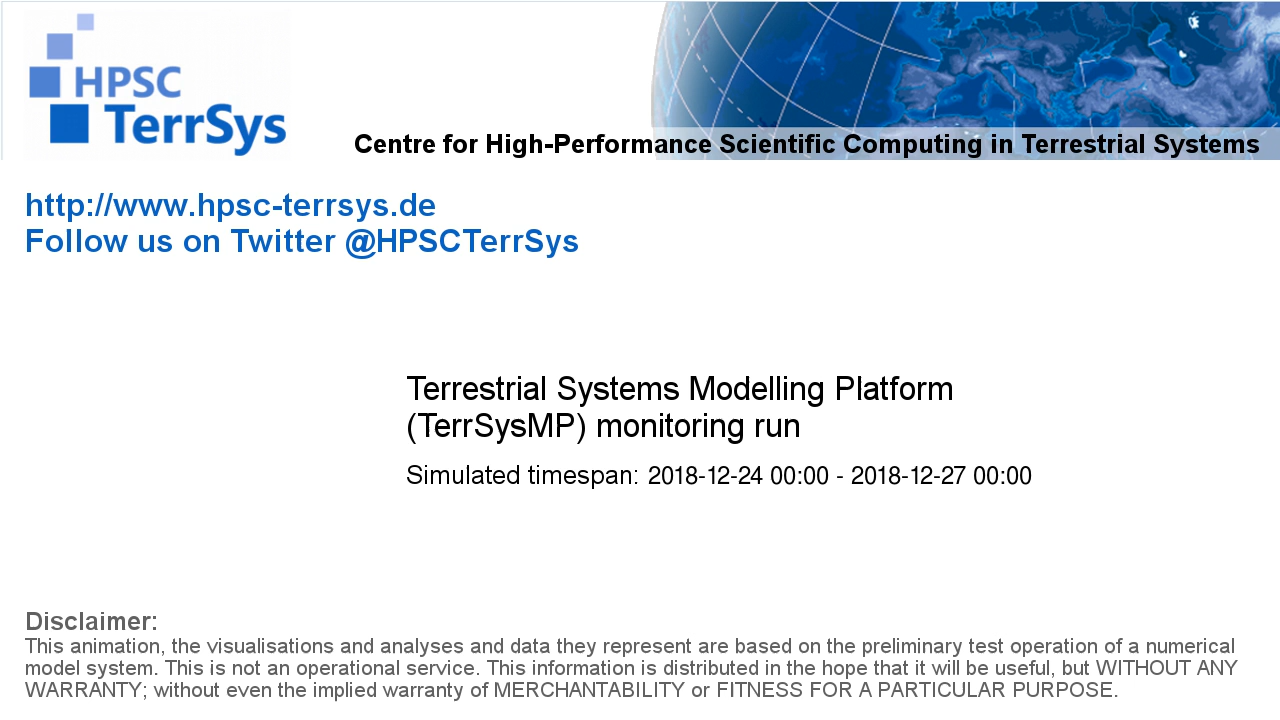 HPSC
TerrSys
Centre for High-Performance Scientific Computing in Terrestrial Systems
http://www.hpsc-terrsys.de
Follow us on Twitter @HPSCTerrSys
Terrestrial Systems Modelling Platform
(TerrSysMP) monitoring run
Simulated timespan: 2018-12-24 00:00 - 2018-12-27 00:00
Disclaimer:
This animation, the visualisations and analyses and data they represent are based on the preliminary test operation of a numerical
model system. This is not an operational service. This information is distributed in the hope that it will be useful, but WITHOUT ANY
WARRANTY; without even the implied warranty of MERCHANTABILITY or FITNESS FOR A PARTICULAR PURPOSE.